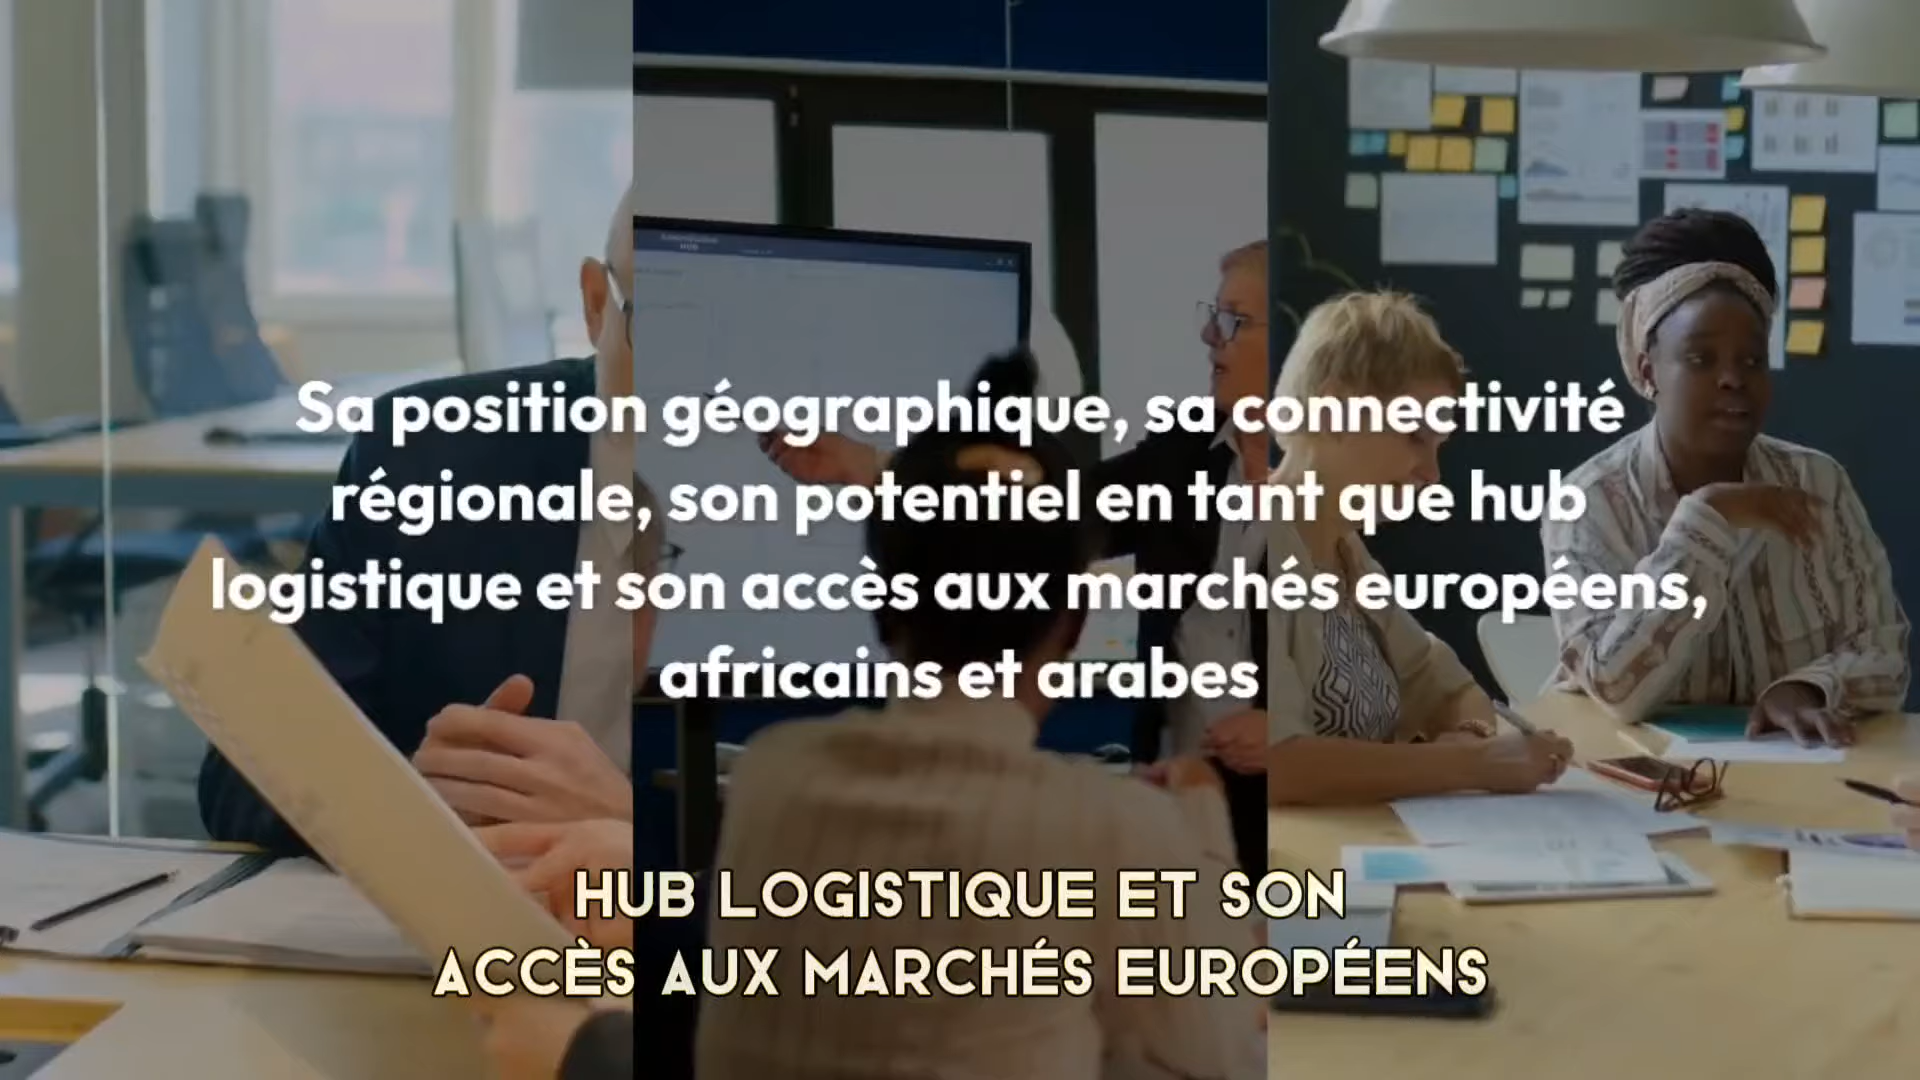 Sa position géographique, sa connectivité
régionale, son potentiel en tant que hub
logistique et son accès aux marchés européens,
africains et arabes
HUB LOGISTIQUE ET SON
ACCÈS AUX MARCHÉS EUROPÉENS